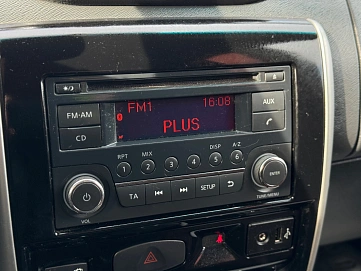 FM1 16:08
PLUS
FM·AM
CD
AUX
RPT MIX DISP A-Z
1 2 3 4 5 6
TA SETUP
VOL
ENTER
TUNE/MENU